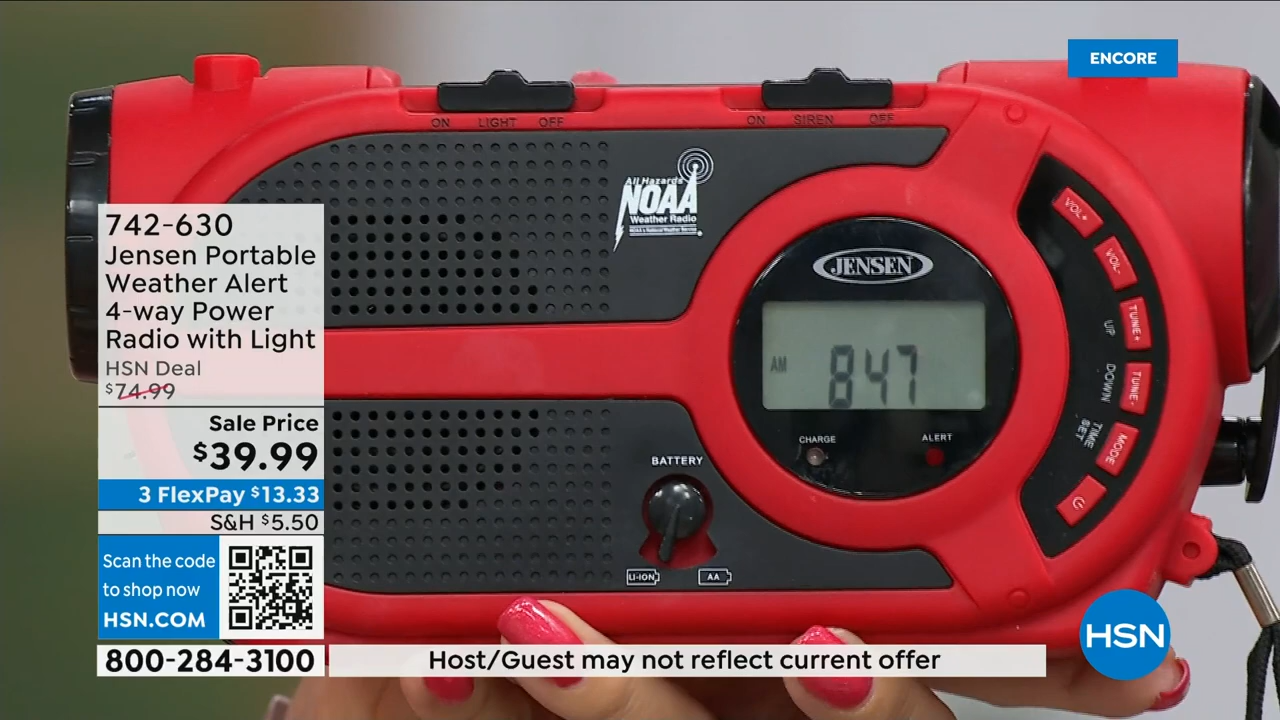 ENCORE
ON LIGHT OFF
ON SIREN OFF
All Hazards
NOAA
Weather Radio
VOL+
VOL-
TUNE+
UP
TUNE-
DOWN
MODE
TIME SET
JENSEN
AM 847
CHARGE
ALERT
BATTERY
LI-ION
AA
742-630
Jensen Portable
Weather Alert
4-way Power
Radio with Light
HSN Deal
$74.99
Sale Price
$39.99
3 FlexPay $13.33
S&H $5.50
Scan the code
to shop now
HSN.COM
800-284-3100
Host/Guest may not reflect current offer
HSN